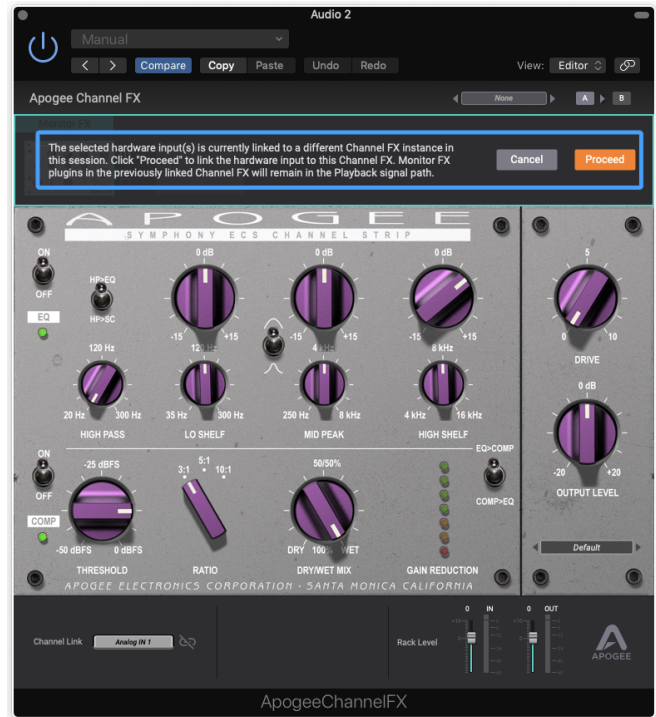 Audio 2
Manual
Compare Copy Paste Undo Redo View: Editor
Apogee Channel FX None A B
Monitor FX
The selected hardware input(s) is currently linked to a different Channel FX instance in
this session. Click "Proceed" to link the hardware input to this Channel FX. Monitor FX
plugins in the previously linked Channel FX will remain in the Playback signal path.
Cancel Proceed
APOGEE
SYMPHONY ECS CHANNEL STRIP
ON
OFF
EQ
HP>EQ
HP>SC
0 dB
-15 +15
0 dB
-15 +15
0 dB
-15 +15
120 Hz
20 Hz 300 Hz
HIGH PASS
120 Hz
35 Hz 300 Hz
LO SHELF
4 kHz
250 Hz 8 kHz
MID PEAK
8 kHz
4 kHz 16 kHz
HIGH SHELF
5
0 10
DRIVE
0 dB
-20 +20
OUTPUT LEVEL
Default
ON
OFF
COMP
-25 dBFS
-50 dBFS 0 dBFS
THRESHOLD
3:1 5:1 10:1
RATIO
50/50%
DRY 100% WET
DRY/WET MIX
GAIN REDUCTION
EQ>COMP
COMP>EQ
APOGEE ELECTRONICS CORPORATION · SANTA MONICA CALIFORNIA
Channel Link Analog IN 1
Rack Level
0 IN 0 OUT
APOGEE
ApogeeChannelFX